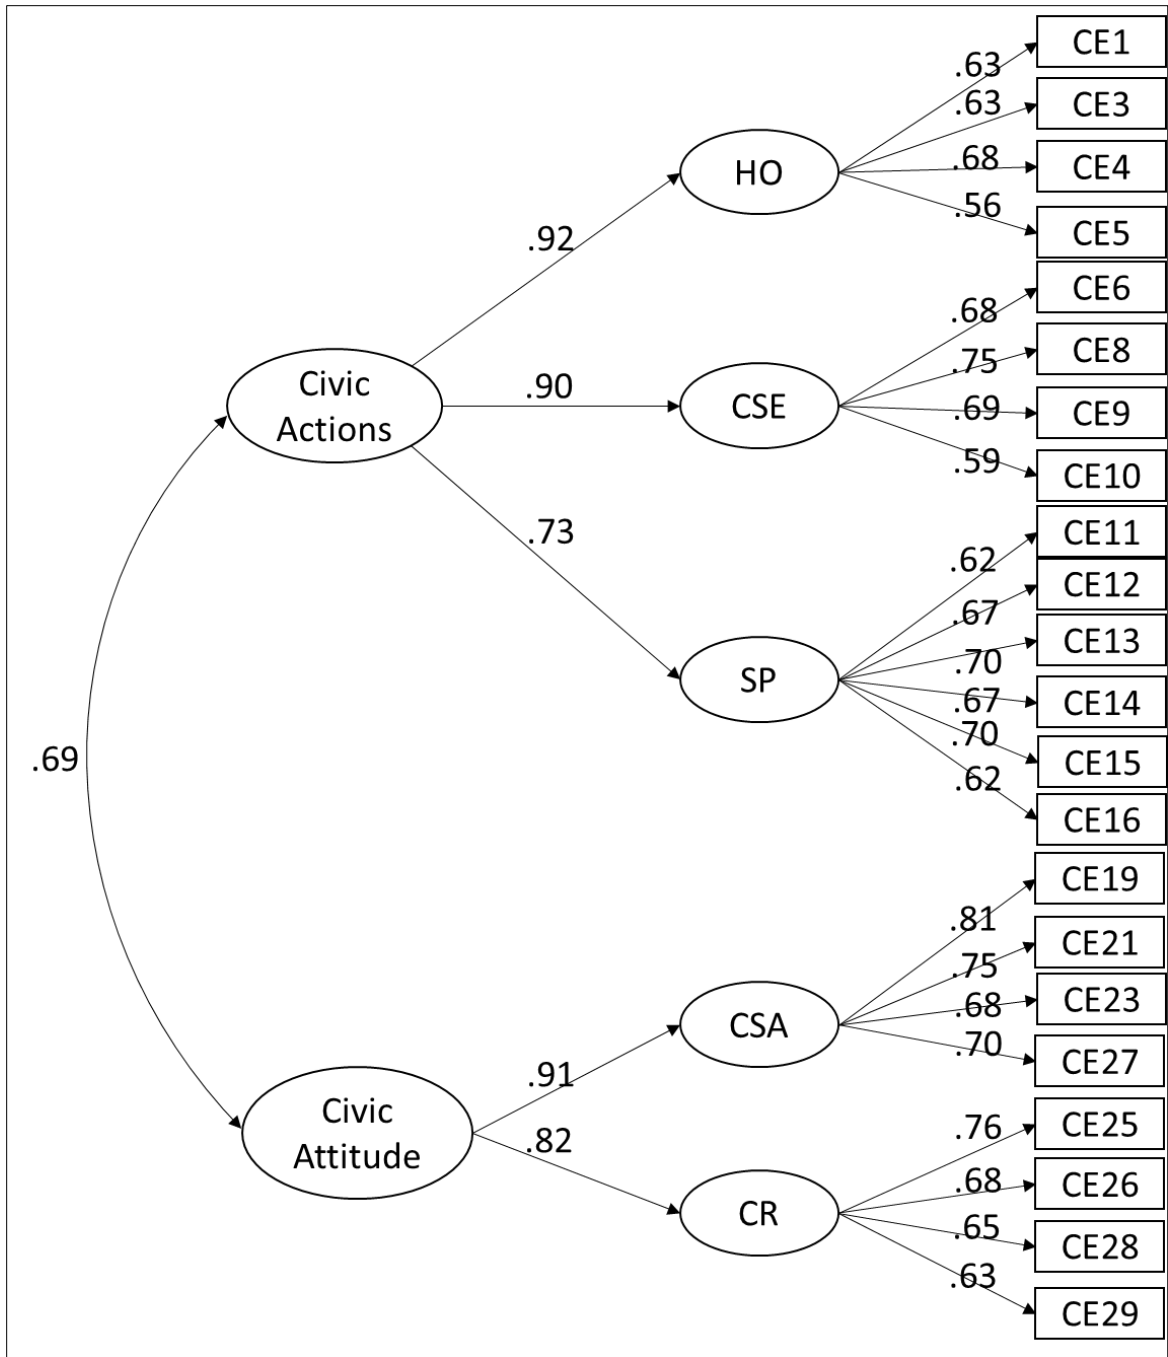 CE1
.63
CE3
.63
HO
.68
CE4
.56
CE5
.92
CE6
.68
CE8
.75
Civic
Actions
.90
CSE
.69
CE9
.59
CE10
.73
CE11
.62
CE12
.67
CE13
SP
.70
.67
CE14
.70
CE15
.62
CE16
.69
CE19
.81
CE21
.75
CE23
CSA
.68
.70
CE27
.91
Civic
Attitude
.82
CE25
.76
CE26
.68
CR
.65
CE28
.63
CE29